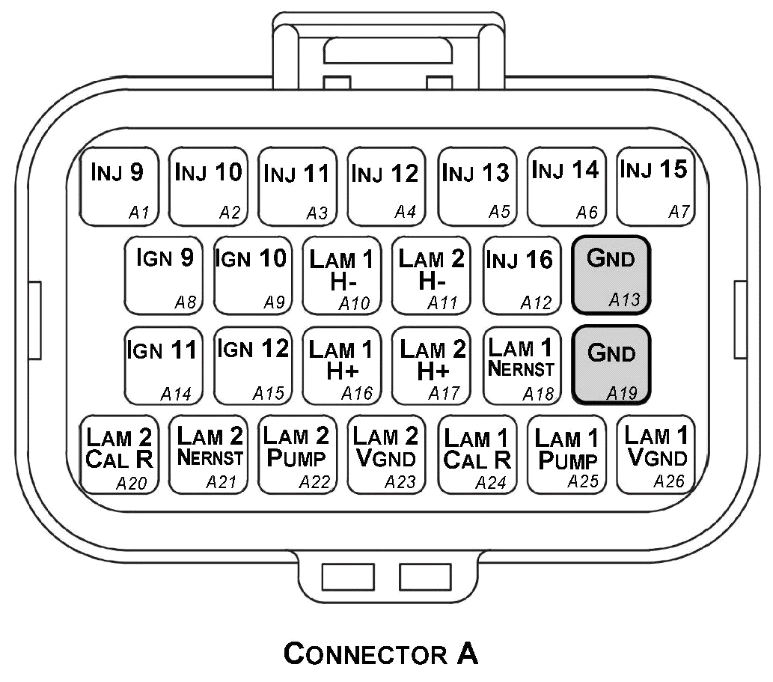 INJ 9 INJ 10 INJ 11 INJ 12 INJ 13 INJ 14 INJ 15
A1 A2 A3 A4 A5 A6 A7
IGN 9 IGN 10 LAM 1 LAM 2 INJ 16 GND
H- H-
A8 A9 A10 A11 A12 A13
IGN 11 IGN 12 LAM 1 LAM 2 LAM 1 GND
H+ H+ NERNST
A14 A15 A16 A17 A18 A19
LAM 2 LAM 2 LAM 2 LAM 2 LAM 1 LAM 1 LAM 1
CAL R NERNST PUMP VGND CAL R PUMP VGND
A20 A21 A22 A23 A24 A25 A26
CONNECTOR A